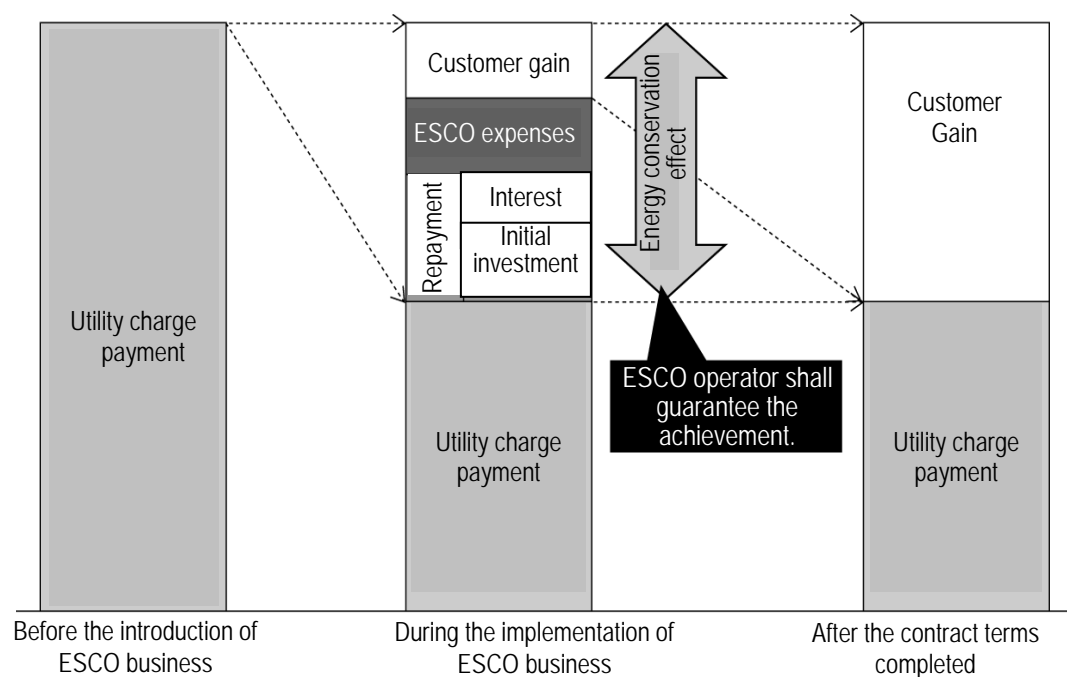 Utility charge
payment
Customer gain
ESCO expenses
Repayment
Interest
Initial
investment
Utility charge
payment
Energy conservation
effect
ESCO operator shall
guarantee the
achievement.
Customer
Gain
Utility charge
payment
Before the introduction of
ESCO business
During the implementation of
ESCO business
After the contract terms
completed